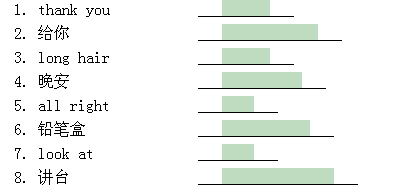 1. thank you
2. 给你
3. long hair
4. 晚安
5. all right
6. 铅笔盒
7. look at
8. 讲台